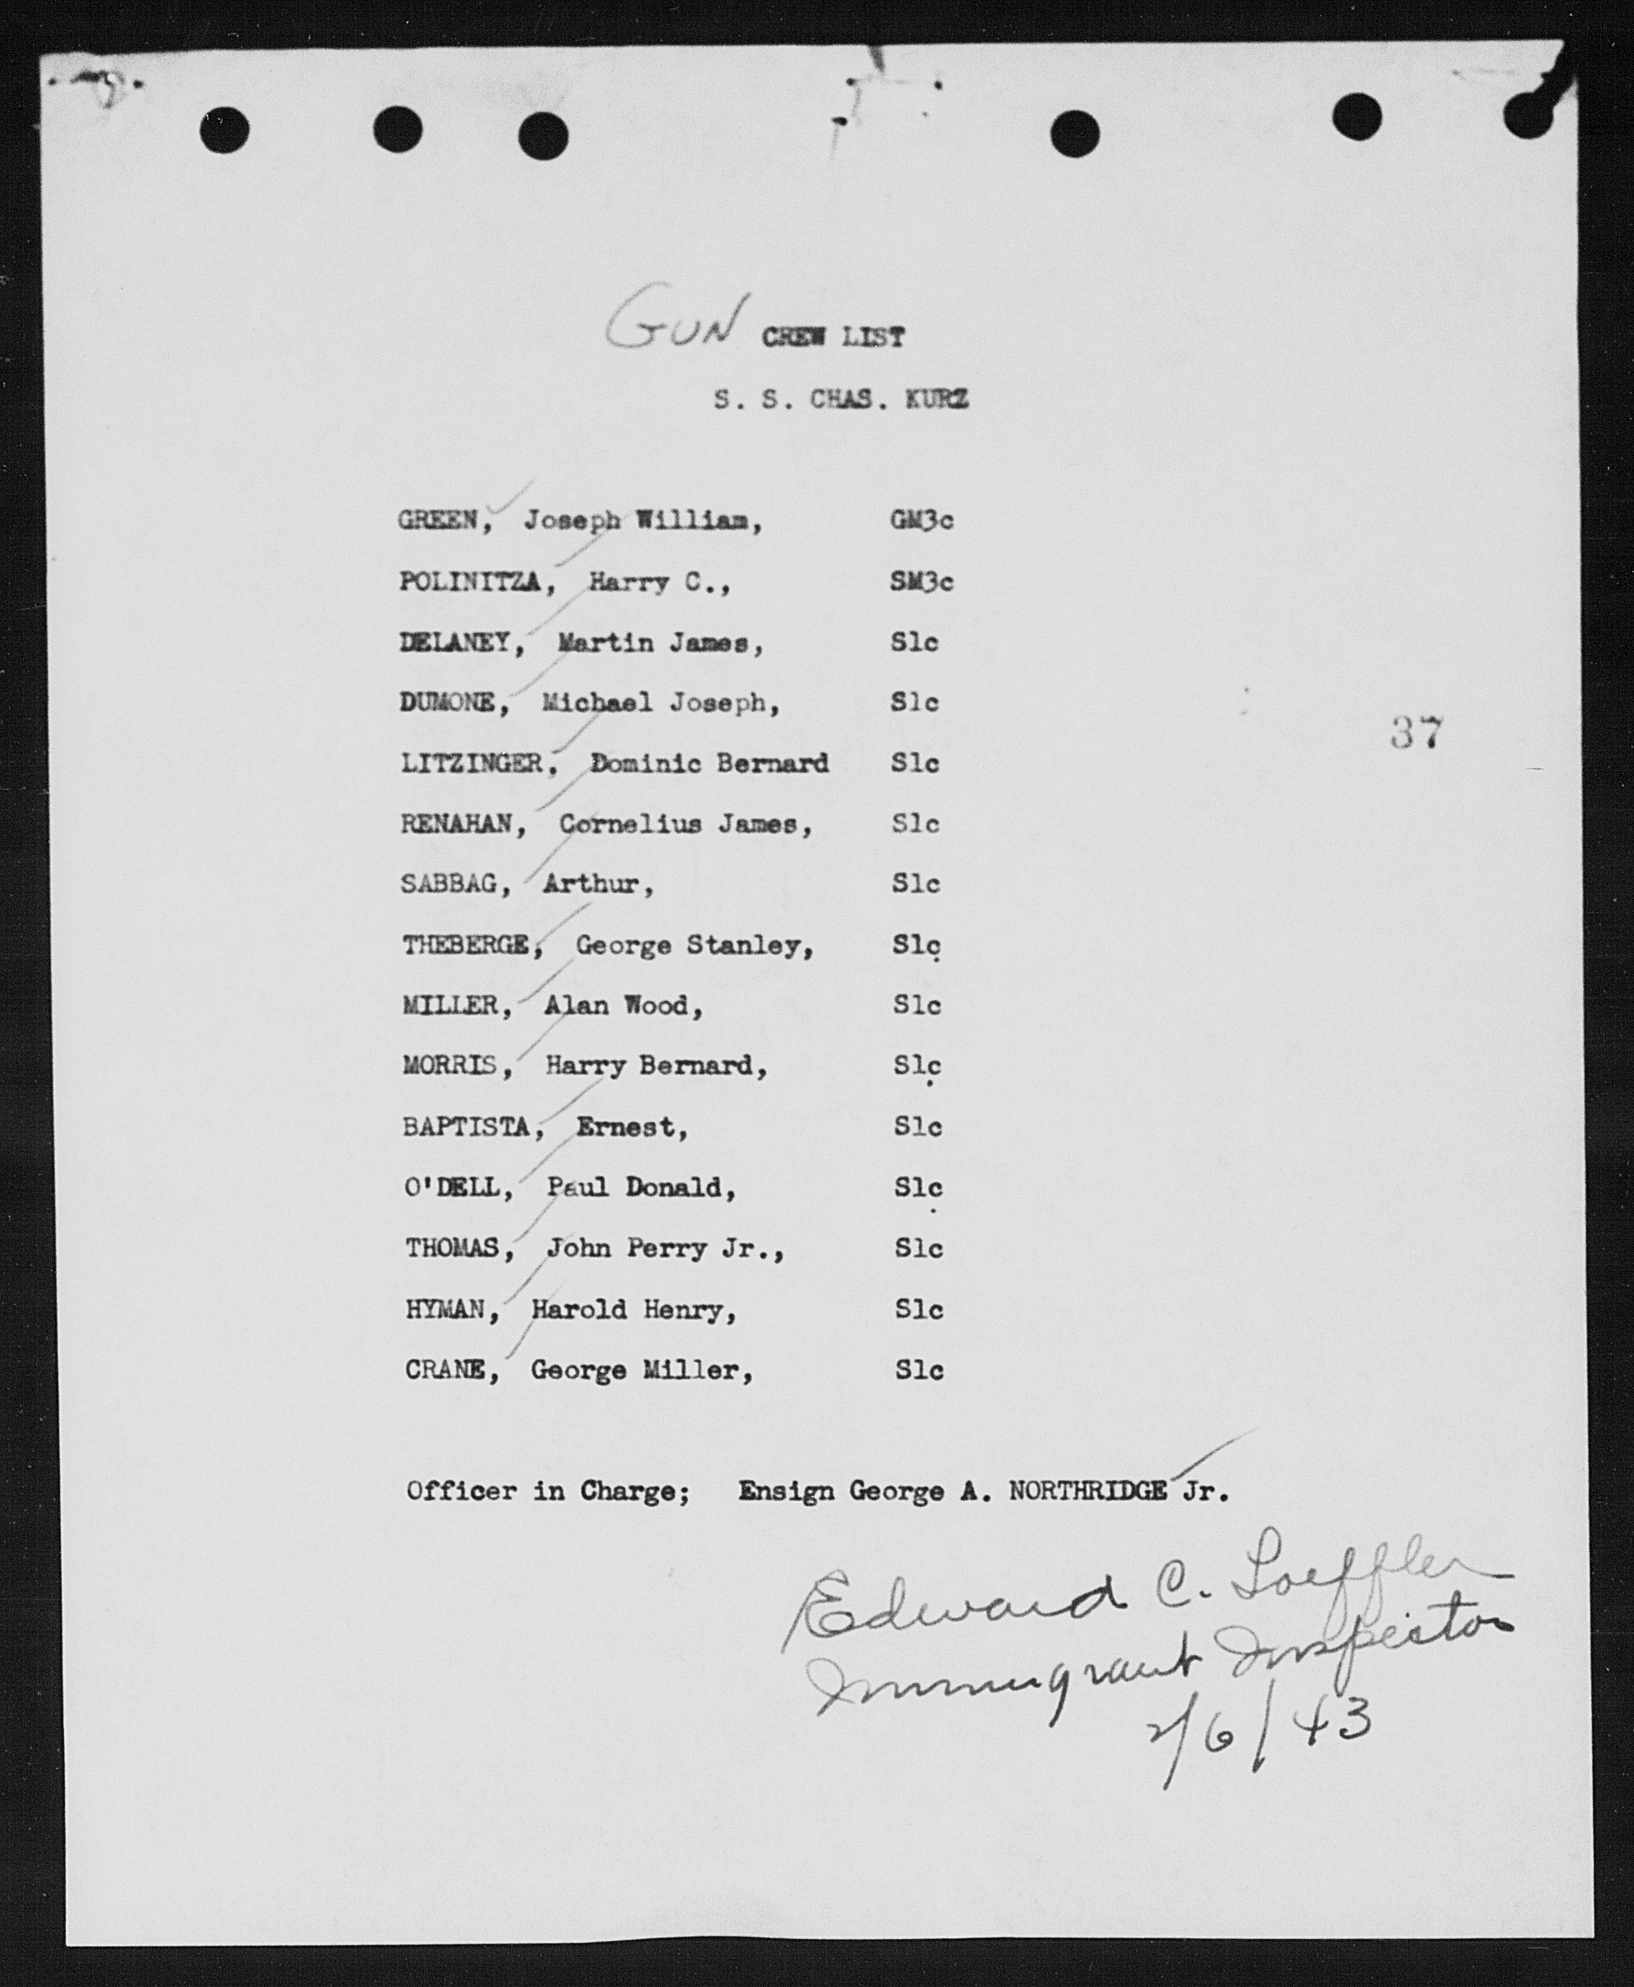 GUN CREW LIST
S. S. CHAS. KURZ
GREEN, Joseph William, GM3c
POLINITZA, Harry C., SM3c
DELANEY, Martin James, S1c
DUMONE, Michael Joseph, S1c
37
LITZINGER, Dominic Bernard S1c
RENAHAN, Cornelius James, S1c
SABBAG, Arthur, S1c
THEBERGE, George Stanley, S1c
MILLER, Alan Wood, S1c
MORRIS, Harry Bernard, S1c
BAPTISTA, Ernest, S1c
O'DELL, Paul Donald, S1c
THOMAS, John Perry Jr., S1c
HYMAN, Harold Henry, S1c
CRANE, George Miller, S1c
Officer in Charge; Ensign George A. NORTHRIDGE Jr.
Edward C. Loeffler
Immigrant Inspector
2/6/43